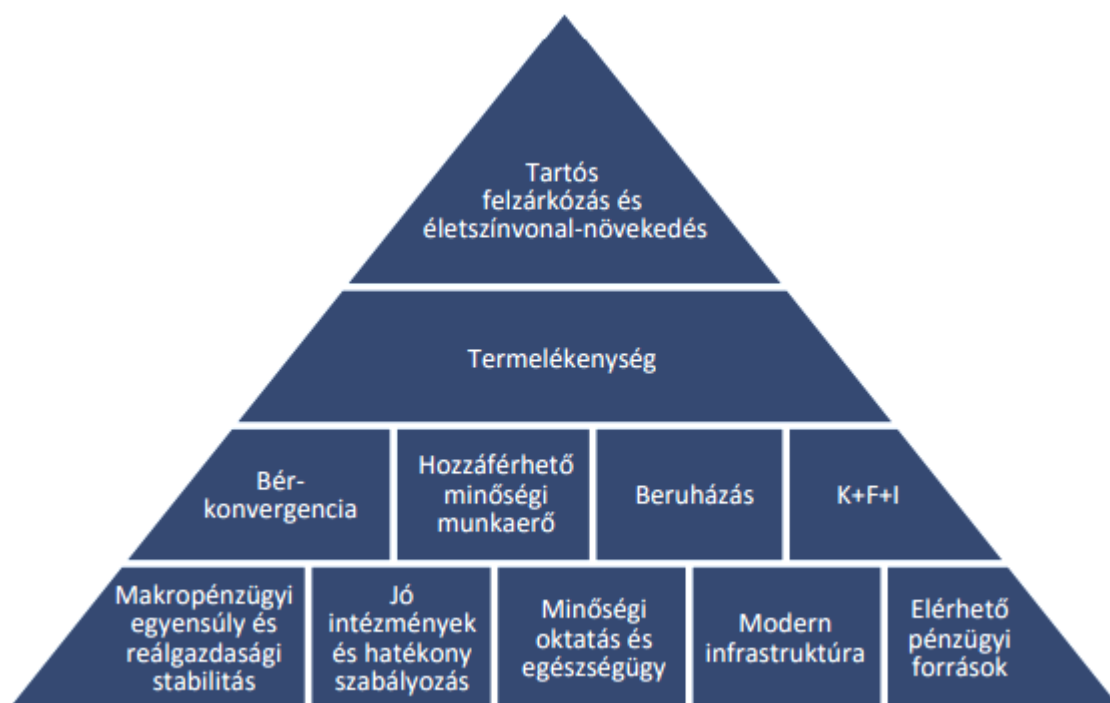 Tartós
felzárkózás és
életszínvonal-növekedés
Termelékenység
Bér-
konvergencia
Hozzáférhető
minőségi
munkaerő
Beruházás
K+F+I
Makropénzügyi
egyensúly és
reálgazdasági
stabilitás
Jó
intézmények
és hatékony
szabályozás
Minőségi
oktatás és
egészségügy
Modern
infrastruktúra
Elérhető
pénzügyi
források